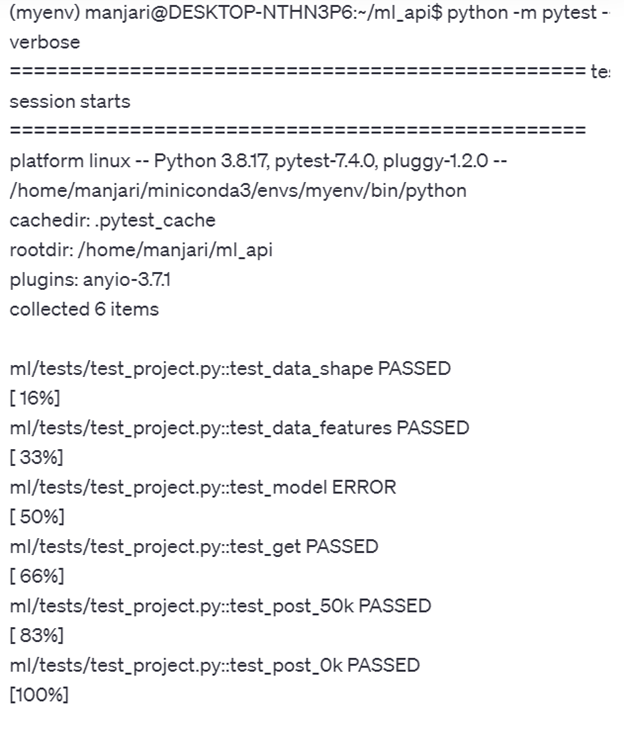 (myenv) manjari@DESKTOP-NTHN3P6:~/ml_api$ python -m pytest -
verbose
================================================ te
session starts
================================================
platform linux -- Python 3.8.17, pytest-7.4.0, pluggy-1.2.0 --
/home/manjari/miniconda3/envs/myenv/bin/python
cachedir: .pytest_cache
rootdir: /home/manjari/ml_api
plugins: anyio-3.7.1
collected 6 items
ml/tests/test_project.py::test_data_shape PASSED
[ 16%]
ml/tests/test_project.py::test_data_features PASSED
[ 33%]
ml/tests/test_project.py::test_model ERROR
[ 50%]
ml/tests/test_project.py::test_get PASSED
[ 66%]
ml/tests/test_project.py::test_post_50k PASSED
[ 83%]
ml/tests/test_project.py::test_post_0k PASSED
[100%]